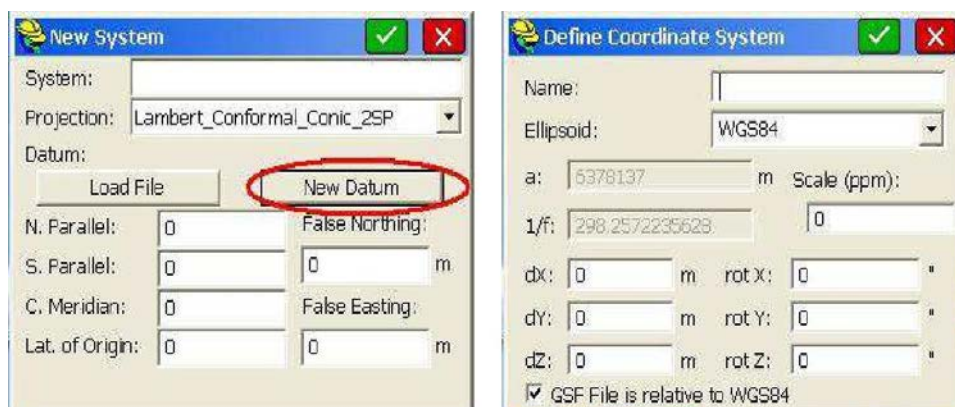 New System
System:
Projection: Lambert_Conformal_Conic_2SP
Datum:
Load File New Datum
N. Parallel: 0 False Northing:
S. Parallel: 0 0 m
C. Meridian: 0 False Easting:
Lat. of Origin: 0 0 m
Define Coordinate System
Name:
Ellipsoid: WGS84
a: 6378137 m Scale (ppm):
1/f: 298.2572235628 0
dX: 0 m rot X: 0 "
dY: 0 m rot Y: 0 "
dZ: 0 m rot Z: 0 "
GSF File is relative to WGS84